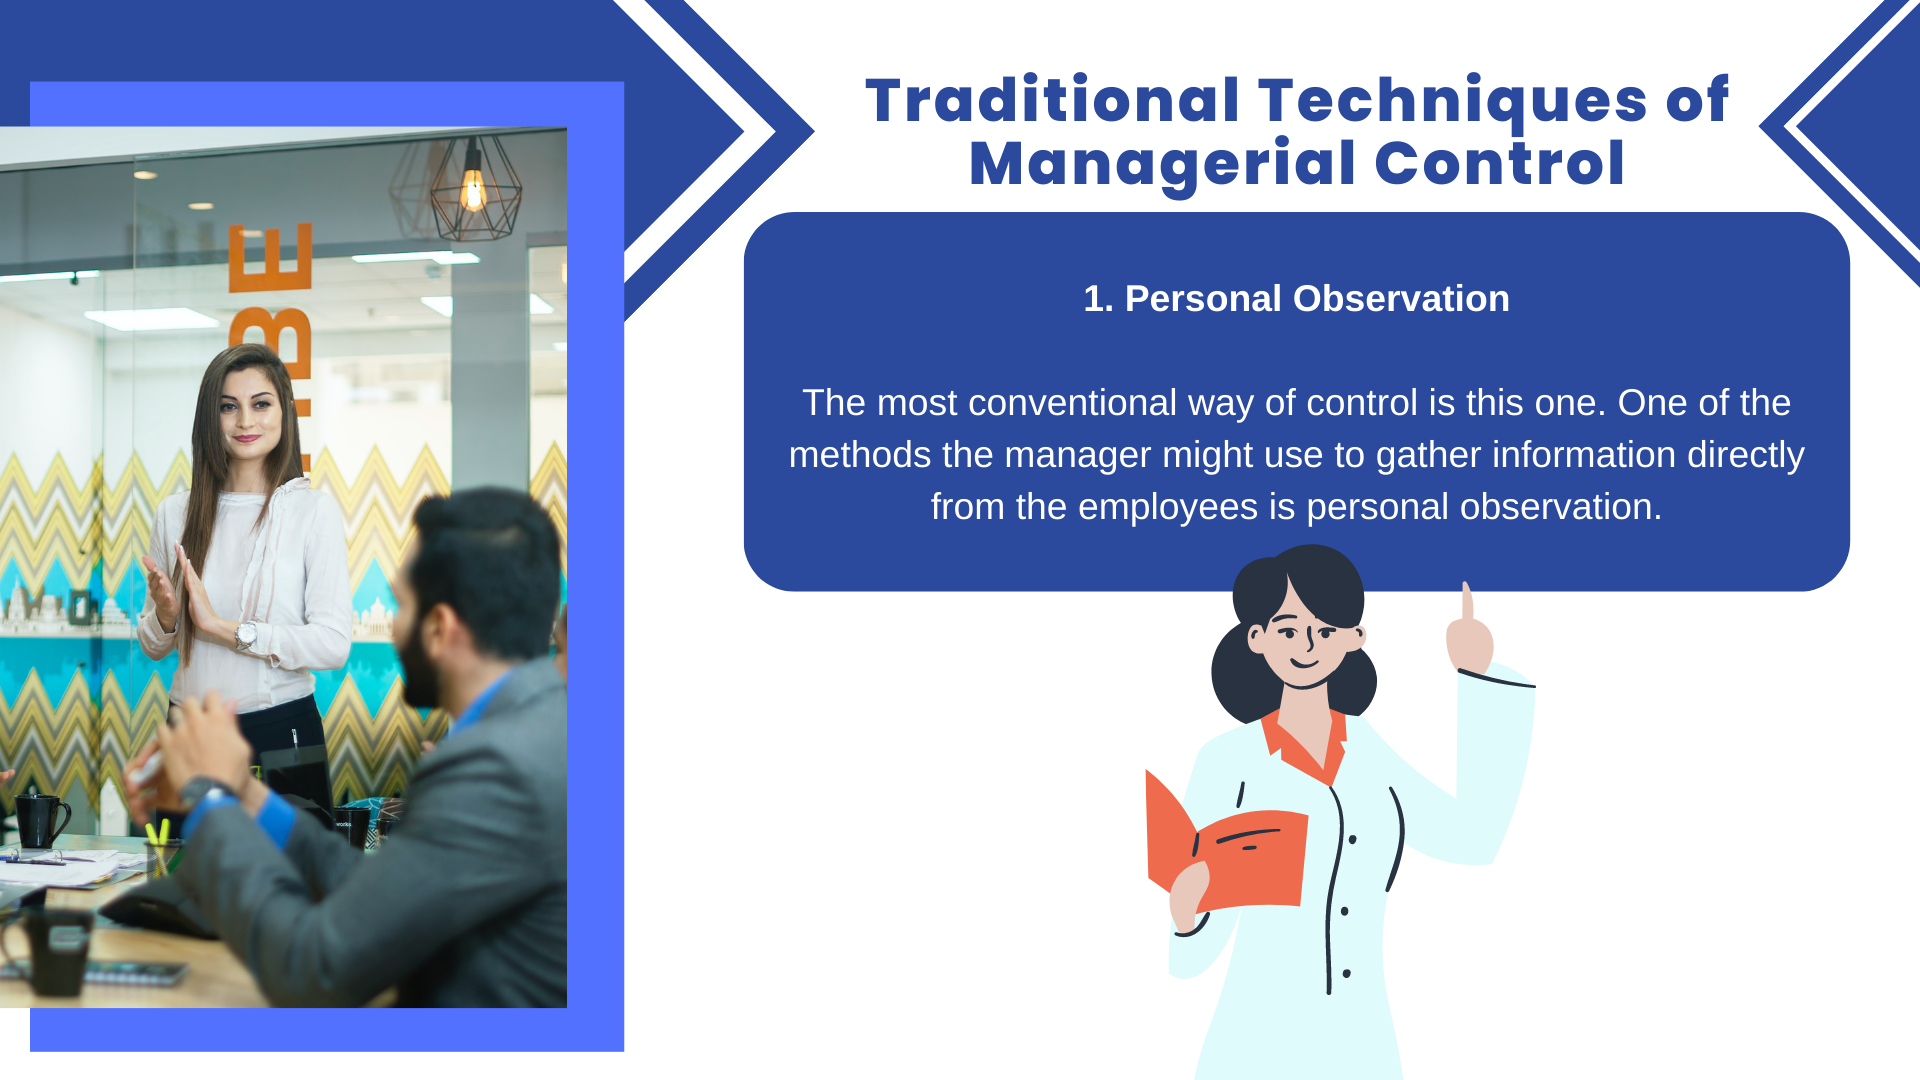 Traditional Techniques of
Managerial Control
1. Personal Observation
The most conventional way of control is this one. One of the
methods the manager might use to gather information directly
from the employees is personal observation.